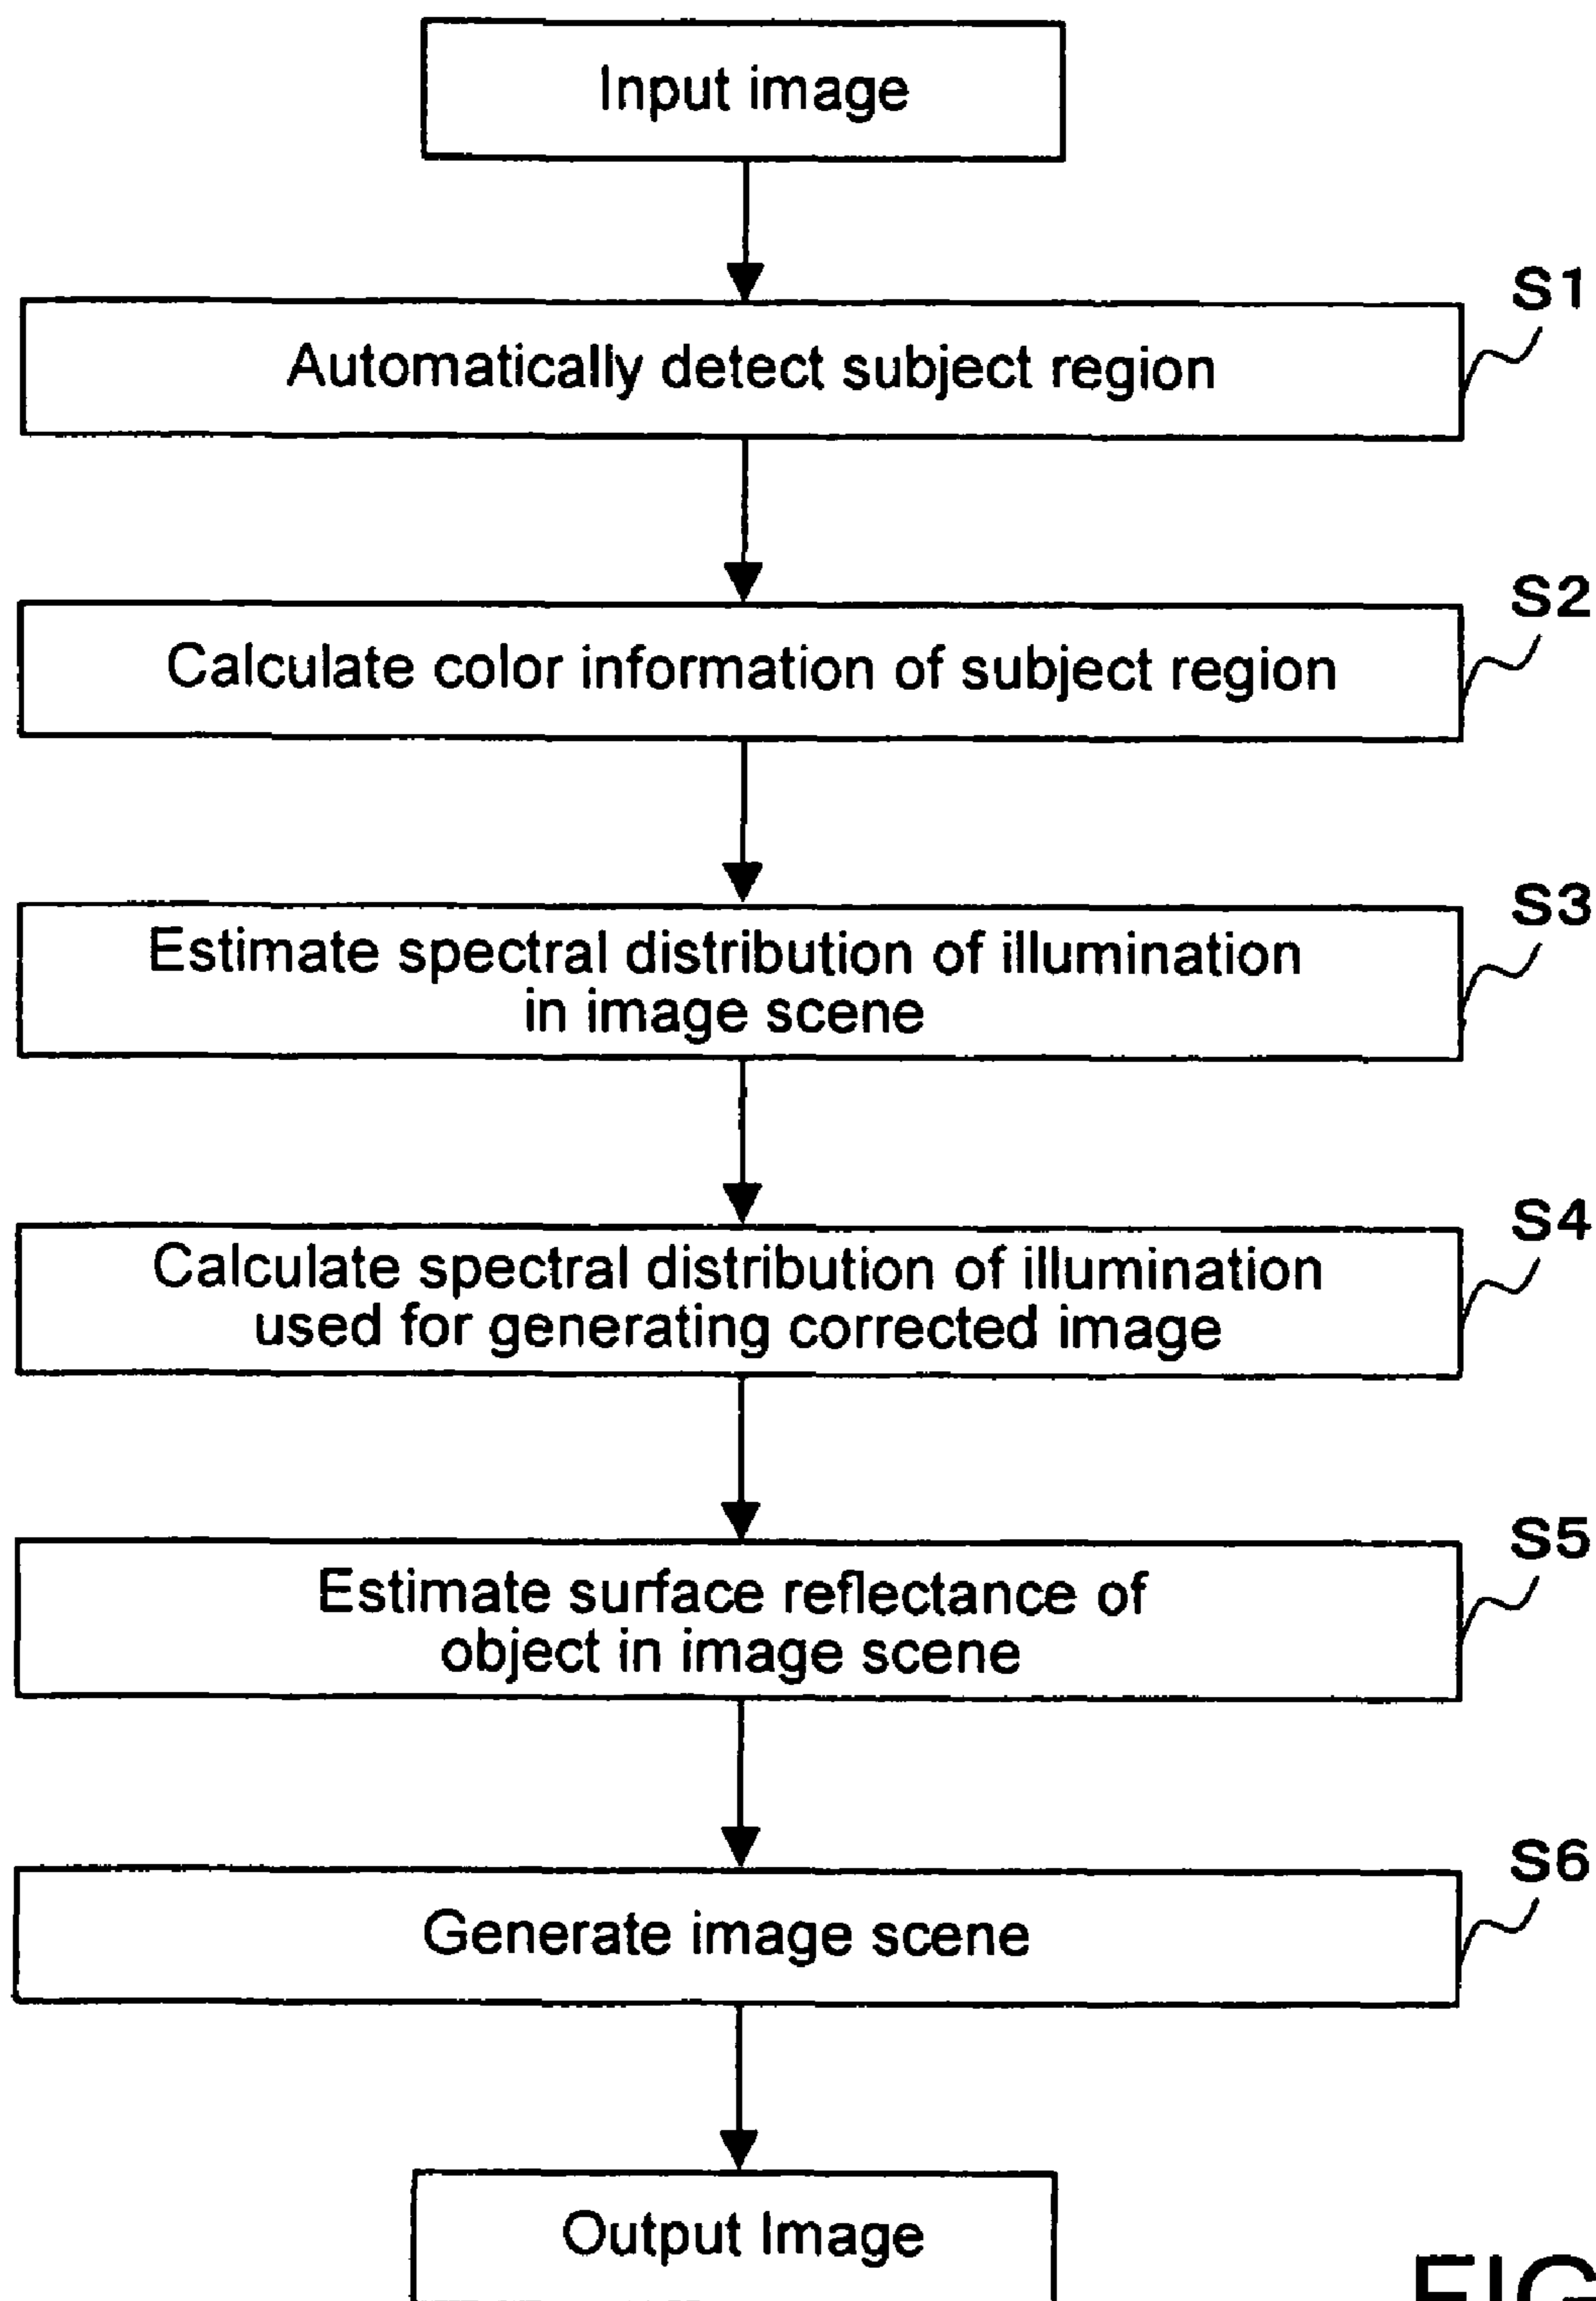 Input image
S1
Automatically detect subject region
S2
Calculate color information of subject region
S3
Estimate spectral distribution of illumination
in image scene
S4
Calculate spectral distribution of illumination
used for generating corrected image
S5
Estimate surface reflectance of
object in image scene
S6
Generate image scene
Output Image
FIG